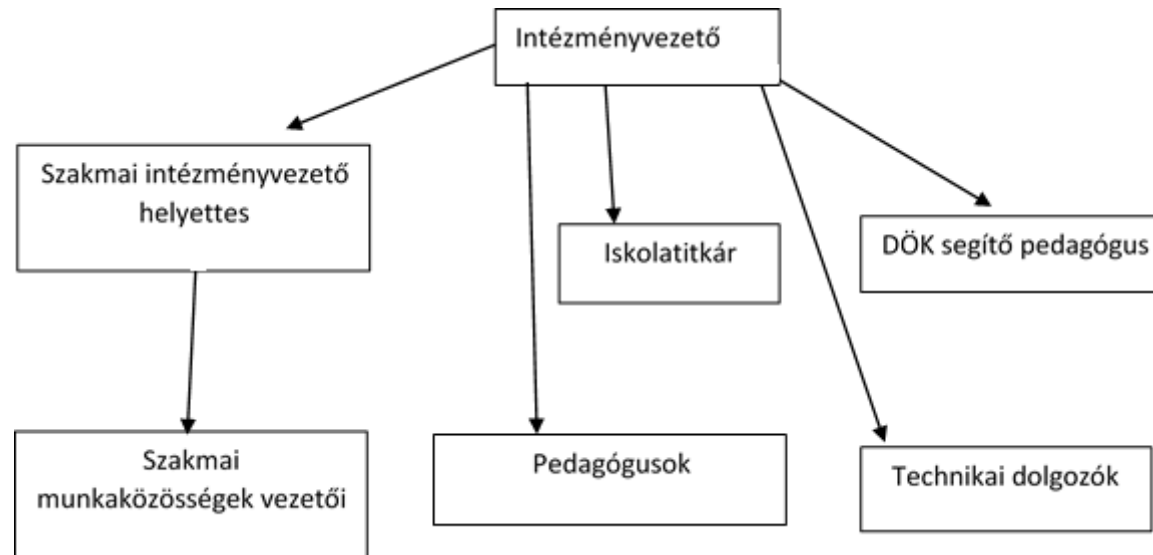 Intézményvezető
Szakmai intézményvezető
helyettes
Iskolatitkár
DÖK segítő pedagógus
Szakmai
munkaközösségek vezetői
Pedagógusok
Technikai dolgozók